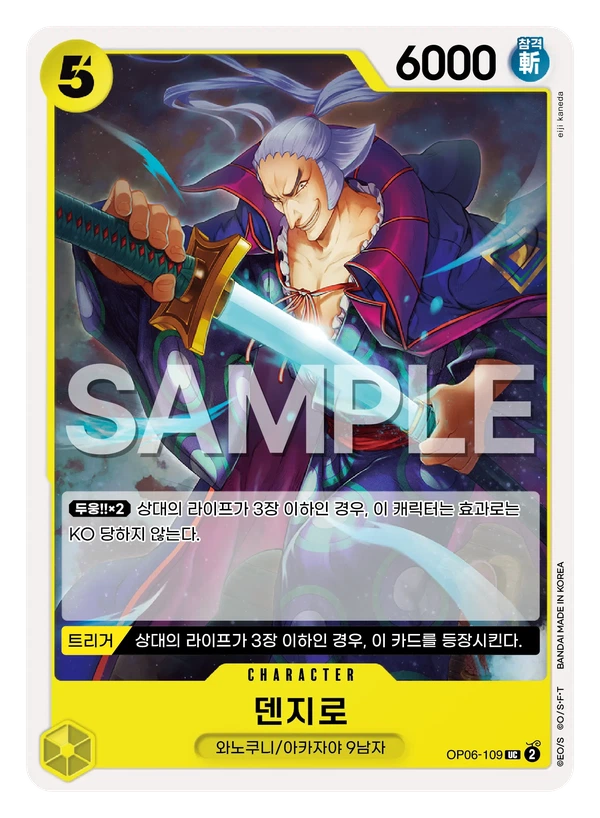 5
6000
참격
斬
eiji kaneda
SAMPLE
두웅!!×2 상대의 라이프가 3장 이하인 경우, 이 캐릭터는 효과로는
KO 당하지 않는다.
트리거 상대의 라이프가 3장 이하인 경우, 이 카드를 등장시킨다.
CHARACTER
덴지로
와노쿠니/아카자야 9남자
OP06-109 UC 2
©EO/S ©O/S·F·T BANDAI MADE IN KOREA